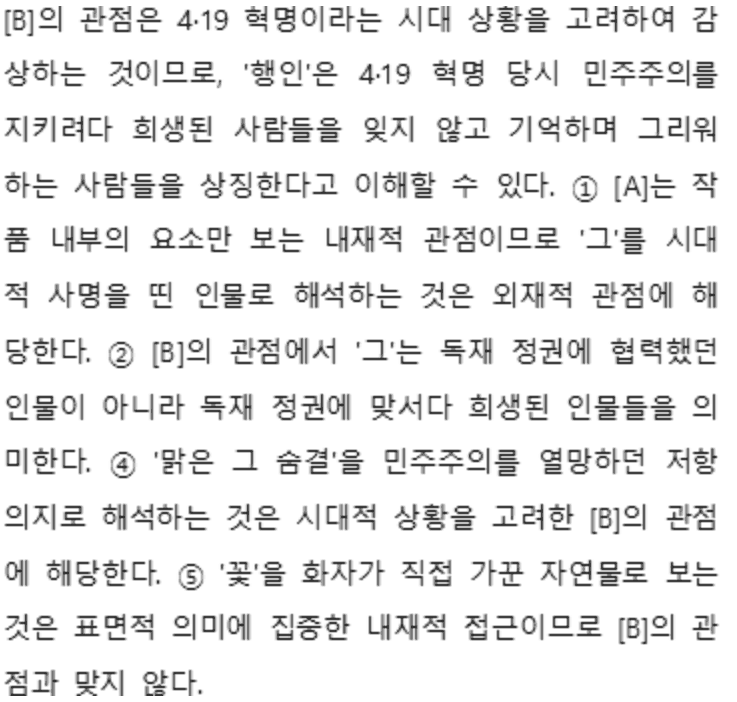 [B]의 관점은 4·19 혁명이라는 시대 상황을 고려하여 감
상하는 것이므로, '행인'은 4·19 혁명 당시 민주주의를
지키려다 희생된 사람들을 잊지 않고 기억하며 그리워
하는 사람들을 상징한다고 이해할 수 있다. ① [A]는 작
품 내부의 요소만 보는 내재적 관점이므로 '그'를 시대
적 사명을 띤 인물로 해석하는 것은 외재적 관점에 해
당한다. ② [B]의 관점에서 '그'는 독재 정권에 협력했던
인물이 아니라 독재 정권에 맞서다 희생된 인물들을 의
미한다. ④ '맑은 그 숨결'을 민주주의를 열망하던 저항
의지로 해석하는 것은 시대적 상황을 고려한 [B]의 관점
에 해당한다. ⑤ '꽃'을 화자가 직접 가꾼 자연물로 보는
것은 표면적 의미에 집중한 내재적 접근이므로 [B]의 관
점과 맞지 않다.